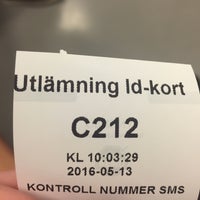 Utlämning Id-kort
C212
KL 10:03:29
2016-05-13
KONTROLL NUMMER SMS